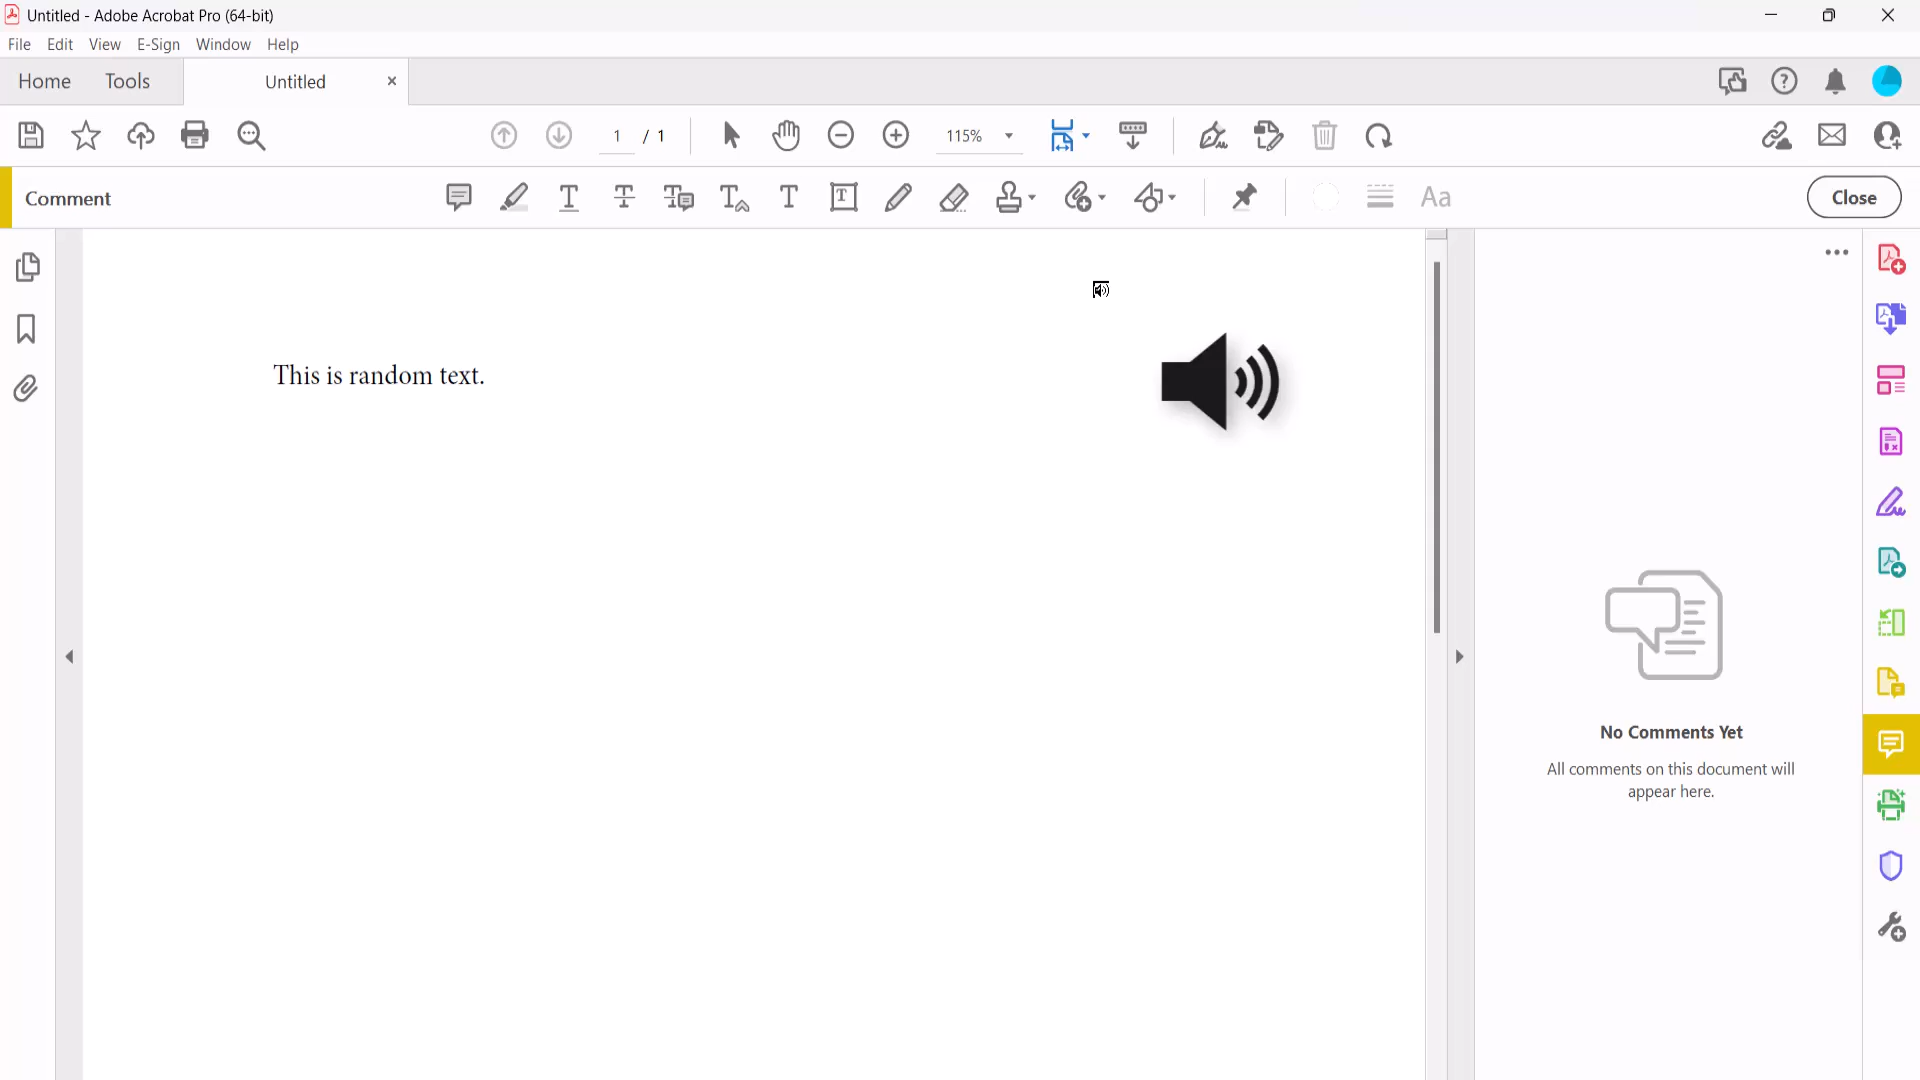 Untitled - Adobe Acrobat Pro (64-bit)
File Edit View E-Sign Window Help
Home Tools Untitled
1 / 1 115%
Comment Aa Close
This is random text.
No Comments Yet
All comments on this document will
appear here.